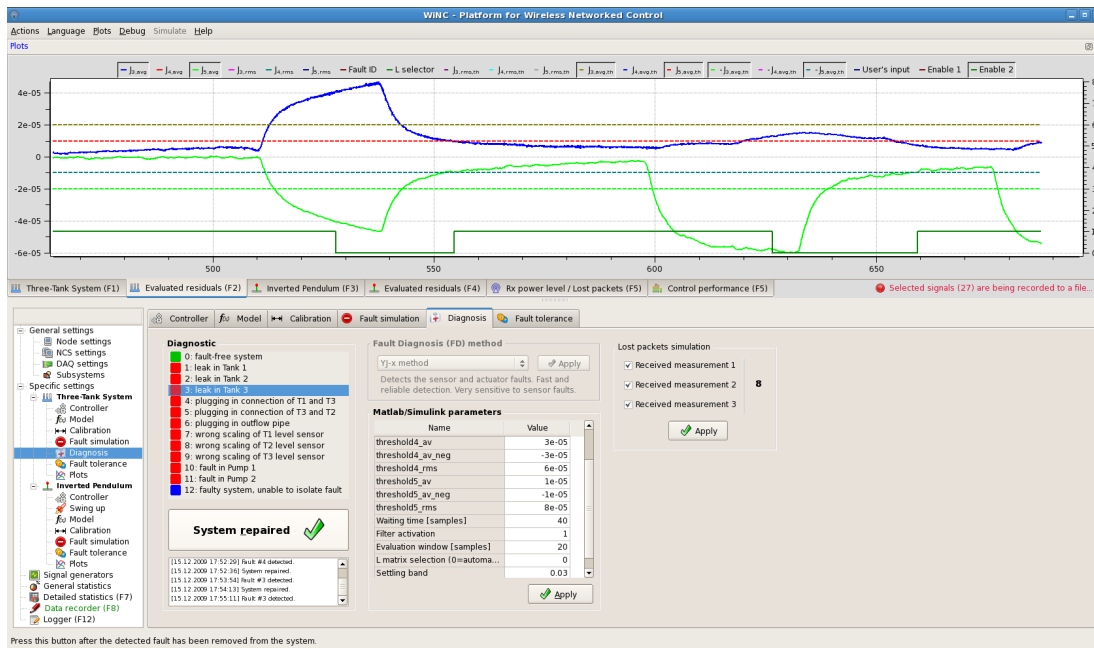 WiNC - Platform for Wireless Networked Control
Actions Language Plots Debug Simulate Help
Plots
J3,avg J4,avg J5,avg J3,rms J4,rms J5,rms Fault ID L selector J3,rms,th J4,rms,th J5,rms,th J3,avg,th J4,avg,th J5,avg,th -J3,avg,th -J4,avg,th -J5,avg,th User's input Enable 1 Enable 2
4e-05
2e-05
0
-2e-05
-4e-05
-6e-05
8
7
6
5
4
3
2
1
0
500 550 600 650
Three-Tank System (F1) Evaluated residuals (F2) Inverted Pendulum (F3) Evaluated residuals (F4) Rx power level / Lost packets (F5) Control performance (F5) Selected signals (27) are being recorded to a file...
General settings
Node settings
NCS settings
DAQ settings
Subsystems
Specific settings
Three-Tank System
Controller
f(x) Model
Calibration
Fault simulation
Diagnosis
Fault tolerance
Plots
Inverted Pendulum
Controller
Swing up
f(x) Model
Calibration
Fault simulation
Fault tolerance
Plots
Signal generators
General statistics
Detailed statistics (F7)
Data recorder (F8)
Logger (F12)
Controller f(x) Model Calibration Fault simulation Diagnosis Fault tolerance
Diagnostic
0: fault-free system
1: leak in Tank 1
2: leak in Tank 2
3: leak in Tank 3
4: plugging in connection of T1 and T3
5: plugging in connection of T3 and T2
6: plugging in outflow pipe
7: wrong scaling of T1 level sensor
8: wrong scaling of T2 level sensor
9: wrong scaling of T3 level sensor
10: fault in Pump 1
11: fault in Pump 2
12: faulty system, unable to isolate fault
System repaired
[15.12.2009 17:52:29] Fault #4 detected.
[15.12.2009 17:52:36] System repaired.
[15.12.2009 17:53:54] Fault #3 detected.
[15.12.2009 17:54:13] System repaired.
[15.12.2009 17:55:11] Fault #3 detected.
Fault Diagnosis (FD) method
YJ-x method Apply
Detects the sensor and actuator faults. Fast and
reliable detection. Very sensitive to sensor faults.
Matlab/Simulink parameters
Name Value
threshold4_av 3e-05
threshold4_av_neg -3e-05
threshold4_rms 6e-05
threshold5_av 1e-05
threshold5_av_neg -1e-05
threshold5_rms 8e-05
Waiting time [samples] 40
Filter activation 1
Evaluation window [samples] 20
L matrix selection (0=automa... 0
Settling band 0.03
Apply
Lost packets simulation
Received measurement 1
Received measurement 2 8
Received measurement 3
Apply
Press this button after the detected fault has been removed from the system.